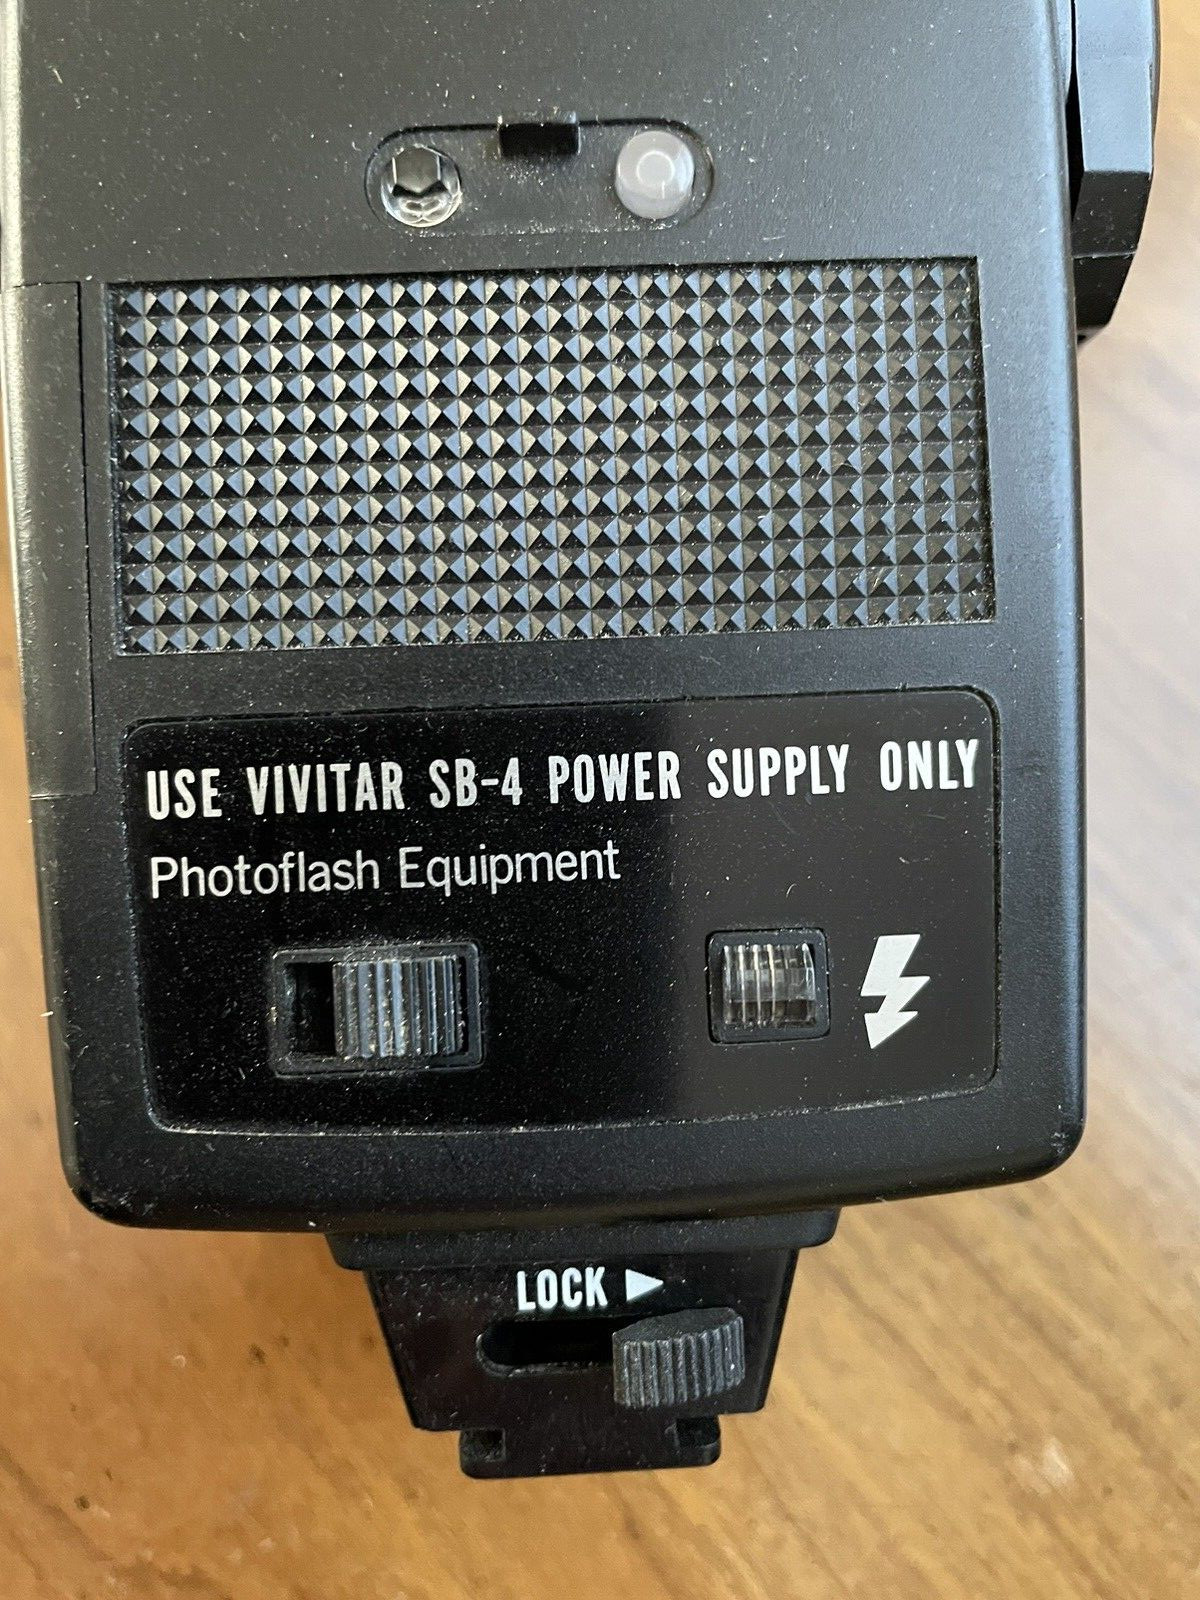 USE VIVITAR SB-4 POWER SUPPLY ONLY
Photoflash Equipment
LOCK